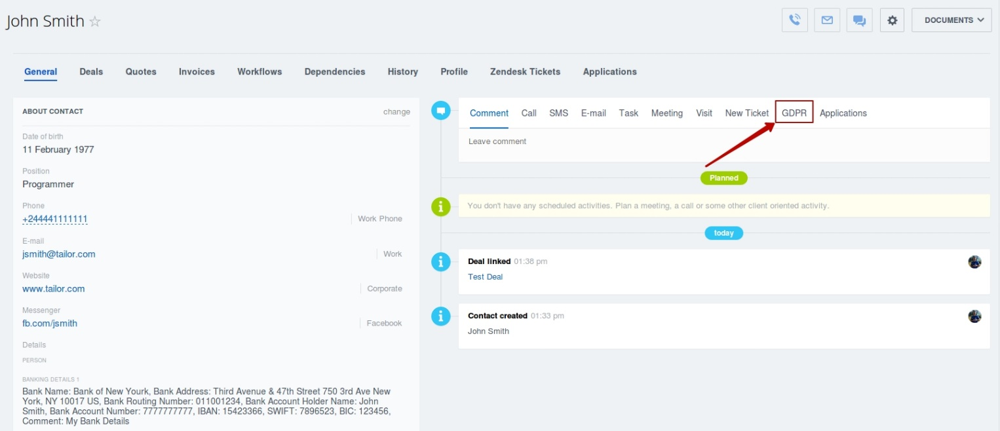 John Smith
DOCUMENTS
General Deals Quotes Invoices Workflows Dependencies History Profile Zendesk Tickets Applications
ABOUT CONTACT
change
Date of birth
11 February 1977
Position
Programmer
Phone
+244441111111
Work Phone
E-mail
jsmith@tailor.com
Work
Website
www.tailor.com
Corporate
Messenger
fb.com/jsmith
Facebook
Details
PERSON
BANKING DETAILS 1
Bank Name: Bank of New Yourk, Bank Address: Third Avenue & 47th Street 750 3rd Ave New
York, NY 10017 US, Bank Routing Number: 011001234, Bank Account Holder Name: John
Smith, Bank Account Number: 7777777777, IBAN: 15423366, SWIFT: 7896523, BIC: 123456,
Comment: My Bank Details
Comment Call SMS E-mail Task Meeting Visit New Ticket GDPR Applications
Leave comment
Planned
You don't have any scheduled activities. Plan a meeting, a call or some other client oriented activity.
today
Deal linked 01:38 pm
Test Deal
Contact created 01:33 pm
John Smith